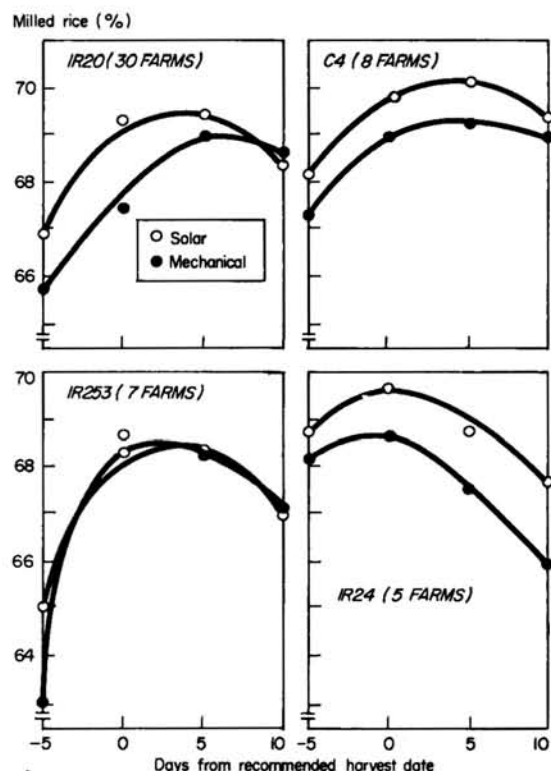 Milled rice (%)
IR20 (30 FARMS)
C4 (8 FARMS)
70
68
66
Solar
Mechanical
IR253 (7 FARMS)
IR24 (5 FARMS)
70
68
66
64
-5 0 5 10 -5 0 5 10
Days from recommended harvest date